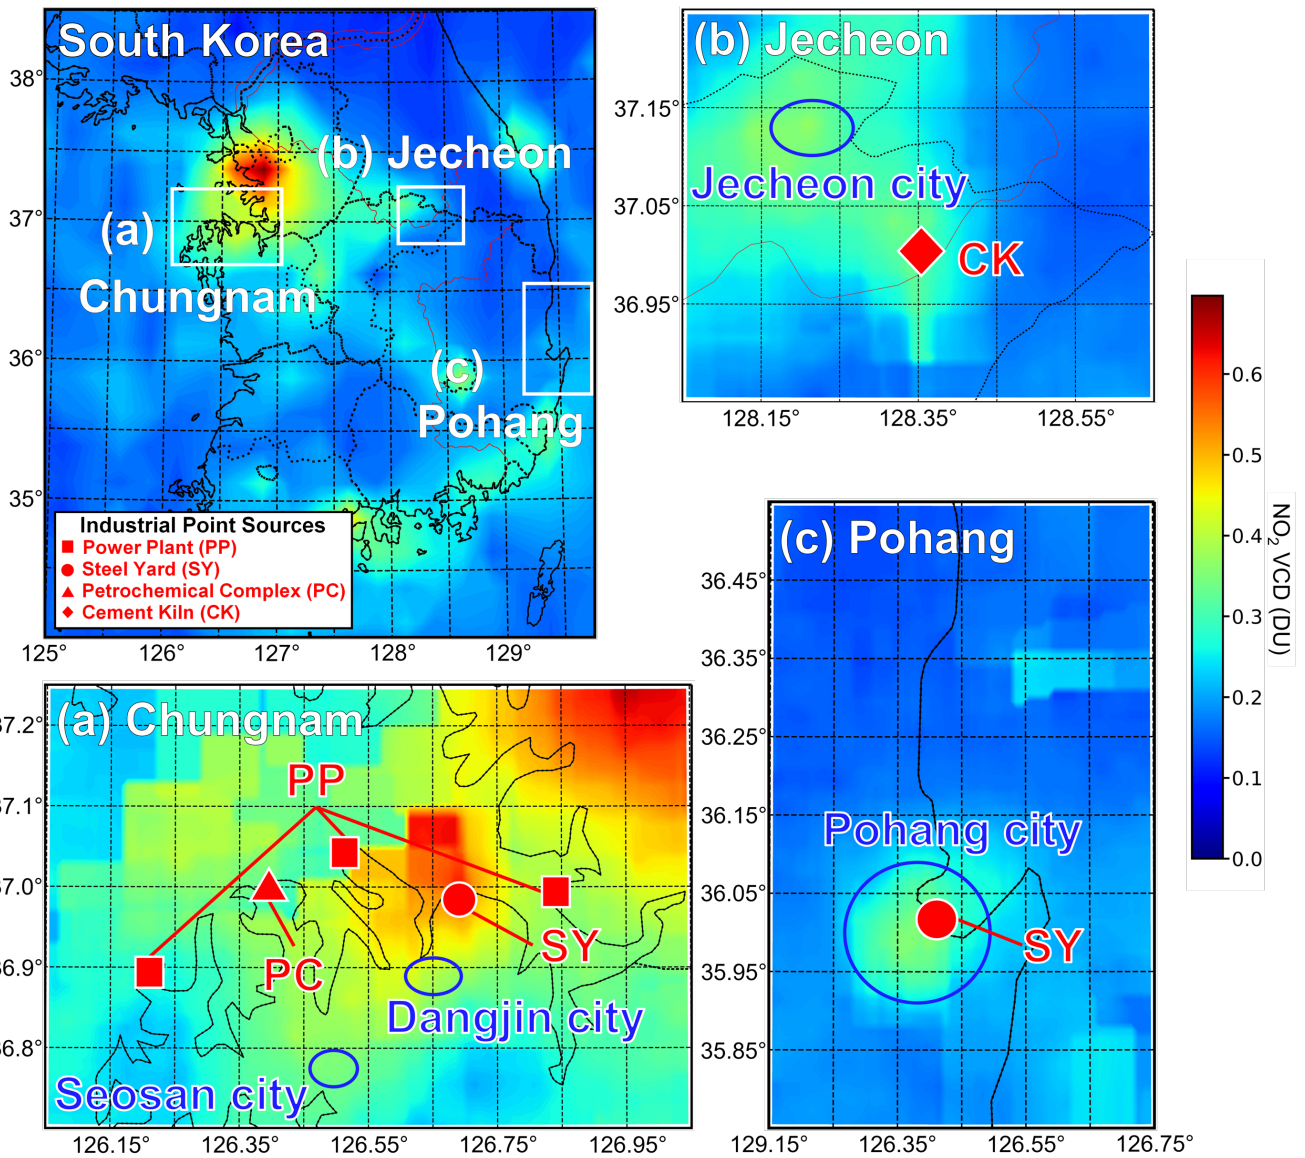 South Korea
38°
37°
36°
35°
125°
126°
127°
128°
129°
(a)
Chungnam
(b) Jecheon
(c)
Pohang
Industrial Point Sources
Power Plant (PP)
Steel Yard (SY)
Petrochemical Complex (PC)
Cement Kiln (CK)
(b) Jecheon
37.15°
37.05°
36.95°
128.15°
128.35°
128.55°
Jecheon city
CK
0.6
0.5
0.4
0.3
0.2
0.1
0.0
NO₂ VCD (DU)
(a) Chungnam
37.2°
37.1°
37.0°
36.9°
36.8°
126.15°
126.35°
126.55°
126.75°
126.95°
PP
PC
SY
Dangjin city
Seosan city
(c) Pohang
36.45°
36.35°
36.25°
36.15°
36.05°
35.95°
35.85°
129.15°
126.35°
126.55°
126.75°
Pohang city
SY